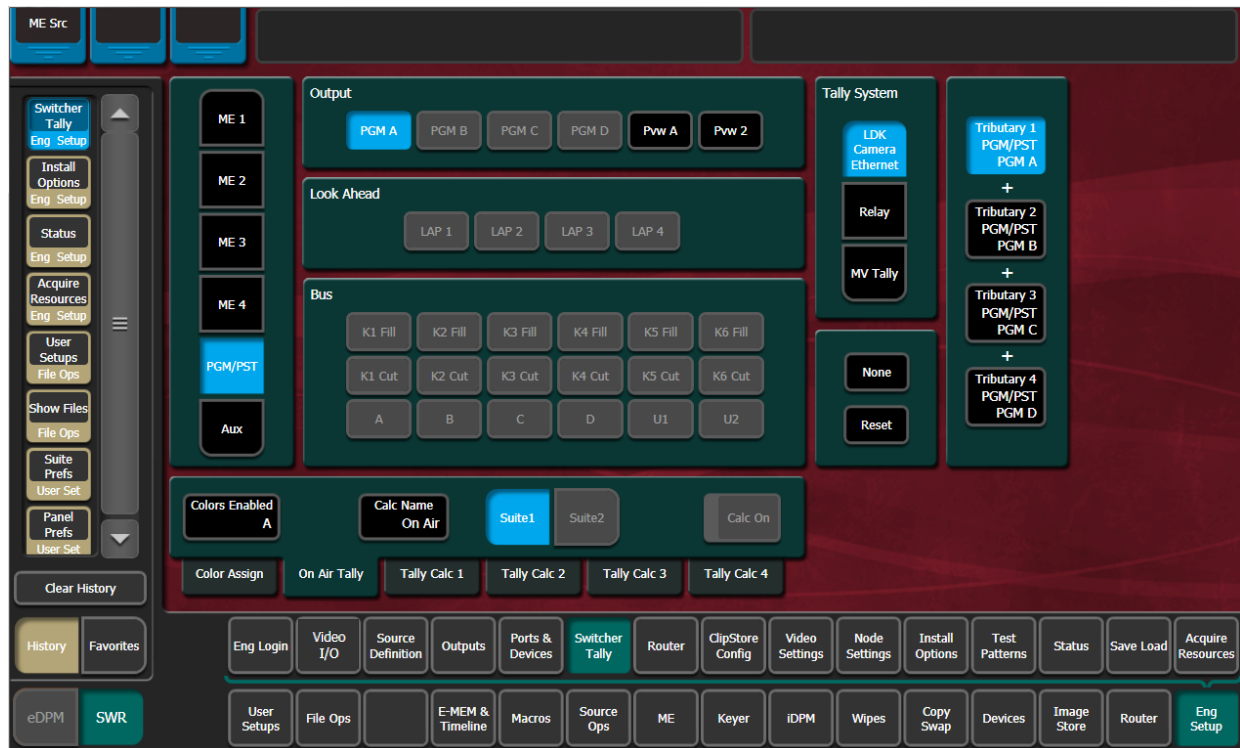 ME Src
Switcher
Tally
Eng Setup
Install
Options
Eng Setup
Status
Eng Setup
Acquire
Resources
Eng Setup
User
Setups
File Ops
Show Files
File Ops
Suite
Prefs
User Set
Panel
Prefs
User Set
Clear History
History Favorites
eDPM SWR
ME 1
ME 2
ME 3
ME 4
PGM/PST
Aux
Output
PGM A PGM B PGM C PGM D Pvw A Pvw 2
Look Ahead
LAP 1 LAP 2 LAP 3 LAP 4
Bus
K1 Fill K2 Fill K3 Fill K4 Fill K5 Fill K6 Fill
K1 Cut K2 Cut K3 Cut K4 Cut K5 Cut K6 Cut
A B C D U1 U2
Tally System
LDK
Camera
Ethernet
Relay
MV Tally
None
Reset
Tributary 1
PGM/PST
PGM A
+
Tributary 2
PGM/PST
PGM B
+
Tributary 3
PGM/PST
PGM C
+
Tributary 4
PGM/PST
PGM D
Colors Enabled
A
Calc Name
On Air
Suite1 Suite2
Calc On
Color Assign On Air Tally Tally Calc 1 Tally Calc 2 Tally Calc 3 Tally Calc 4
Eng Login
Video
I/O
Source
Definition
Outputs
Ports &
Devices
Switcher
Tally
Router
ClipStore
Config
Video
Settings
Node
Settings
Install
Options
Test
Patterns
Status
Save Load
Acquire
Resources
User
Setups
File Ops
E-MEM &
Timeline
Macros
Source
Ops
ME
Keyer
iDPM
Wipes
Copy
Swap
Devices
Image
Store
Router
Eng
Setup